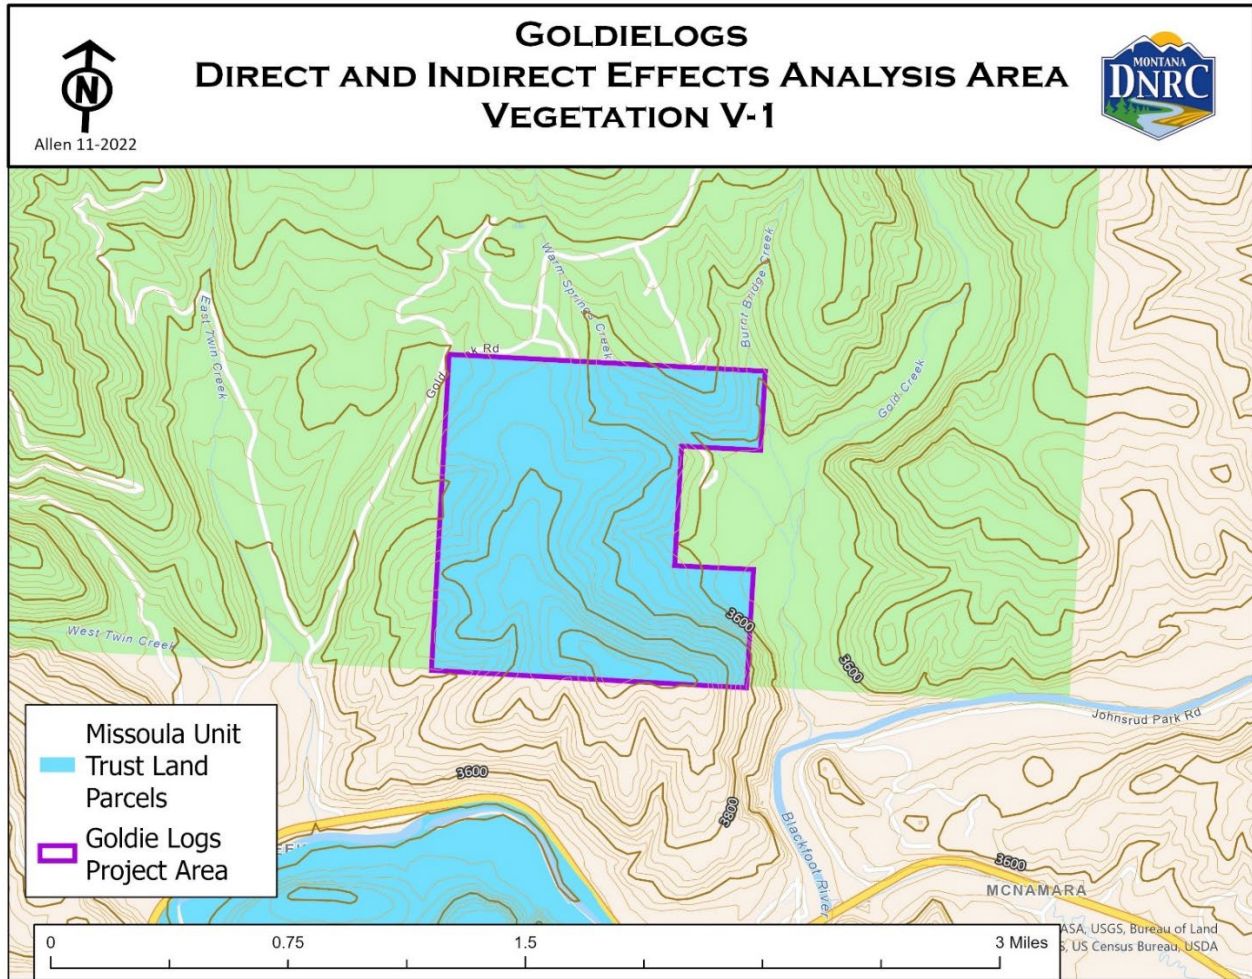 GOLDIELOGS
DIRECT AND INDIRECT EFFECTS ANALYSIS AREA
VEGETATION V-1
N
Allen 11-2022
MONTANA
DNRC
Warm Springs Creek
Burnt Bridge Creek
East Twin Creek
Gold
k Rd
Gold Creek
West Twin Creek
3600
3600
Johnsrud Park Rd
3600
3800
Blackfoot River
3600
MCNAMARA
Missoula Unit
Trust Land
Parcels
Goldie Logs
Project Area
ASA, USGS, Bureau of Land
S, US Census Bureau, USDA
0 0.75 1.5 3 Miles